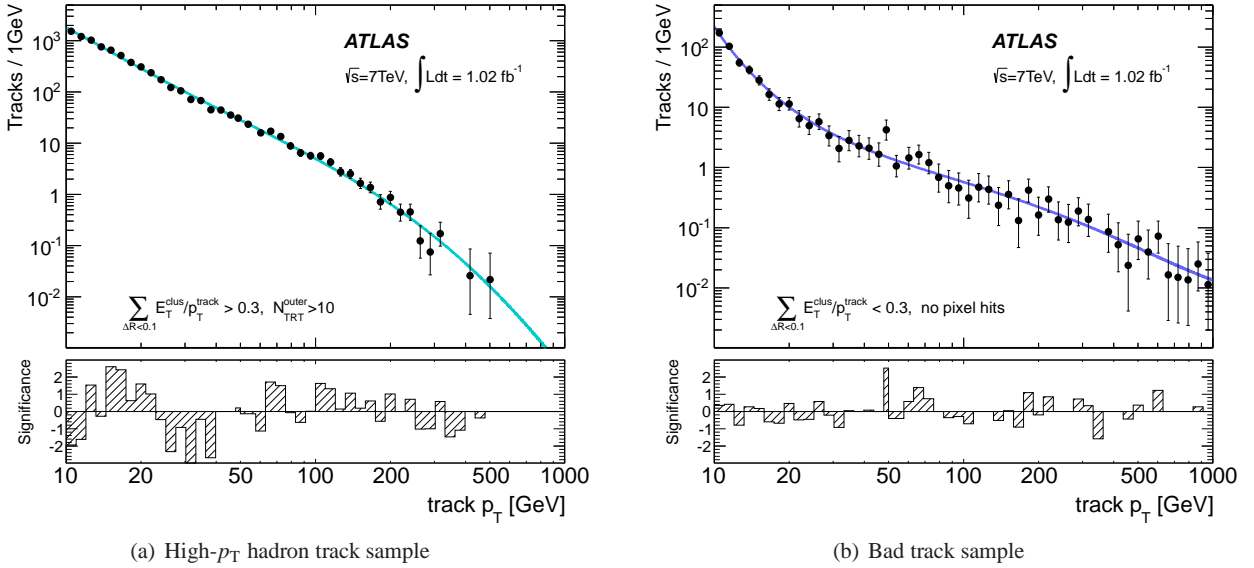 Tracks / 1GeV
10³
10²
10
1
10⁻¹
10⁻²
ATLAS
√s=7TeV, ∫Ldt = 1.02 fb⁻¹
∑ E_T^clus/p_T^track > 0.3, N_TRT^outer>10
ΔR<0.1
Significance
2
1
0
-1
-2
10 20 50 100 200 500 1000
track p_T [GeV]
(a) High-p_T hadron track sample
Tracks / 1GeV
10²
10
1
10⁻¹
10⁻²
ATLAS
√s=7TeV, ∫Ldt = 1.02 fb⁻¹
∑ E_T^clus/p_T^track < 0.3, no pixel hits
ΔR<0.1
Significance
2
1
0
-1
-2
10 20 50 100 200 500 1000
track p_T [GeV]
(b) Bad track sample